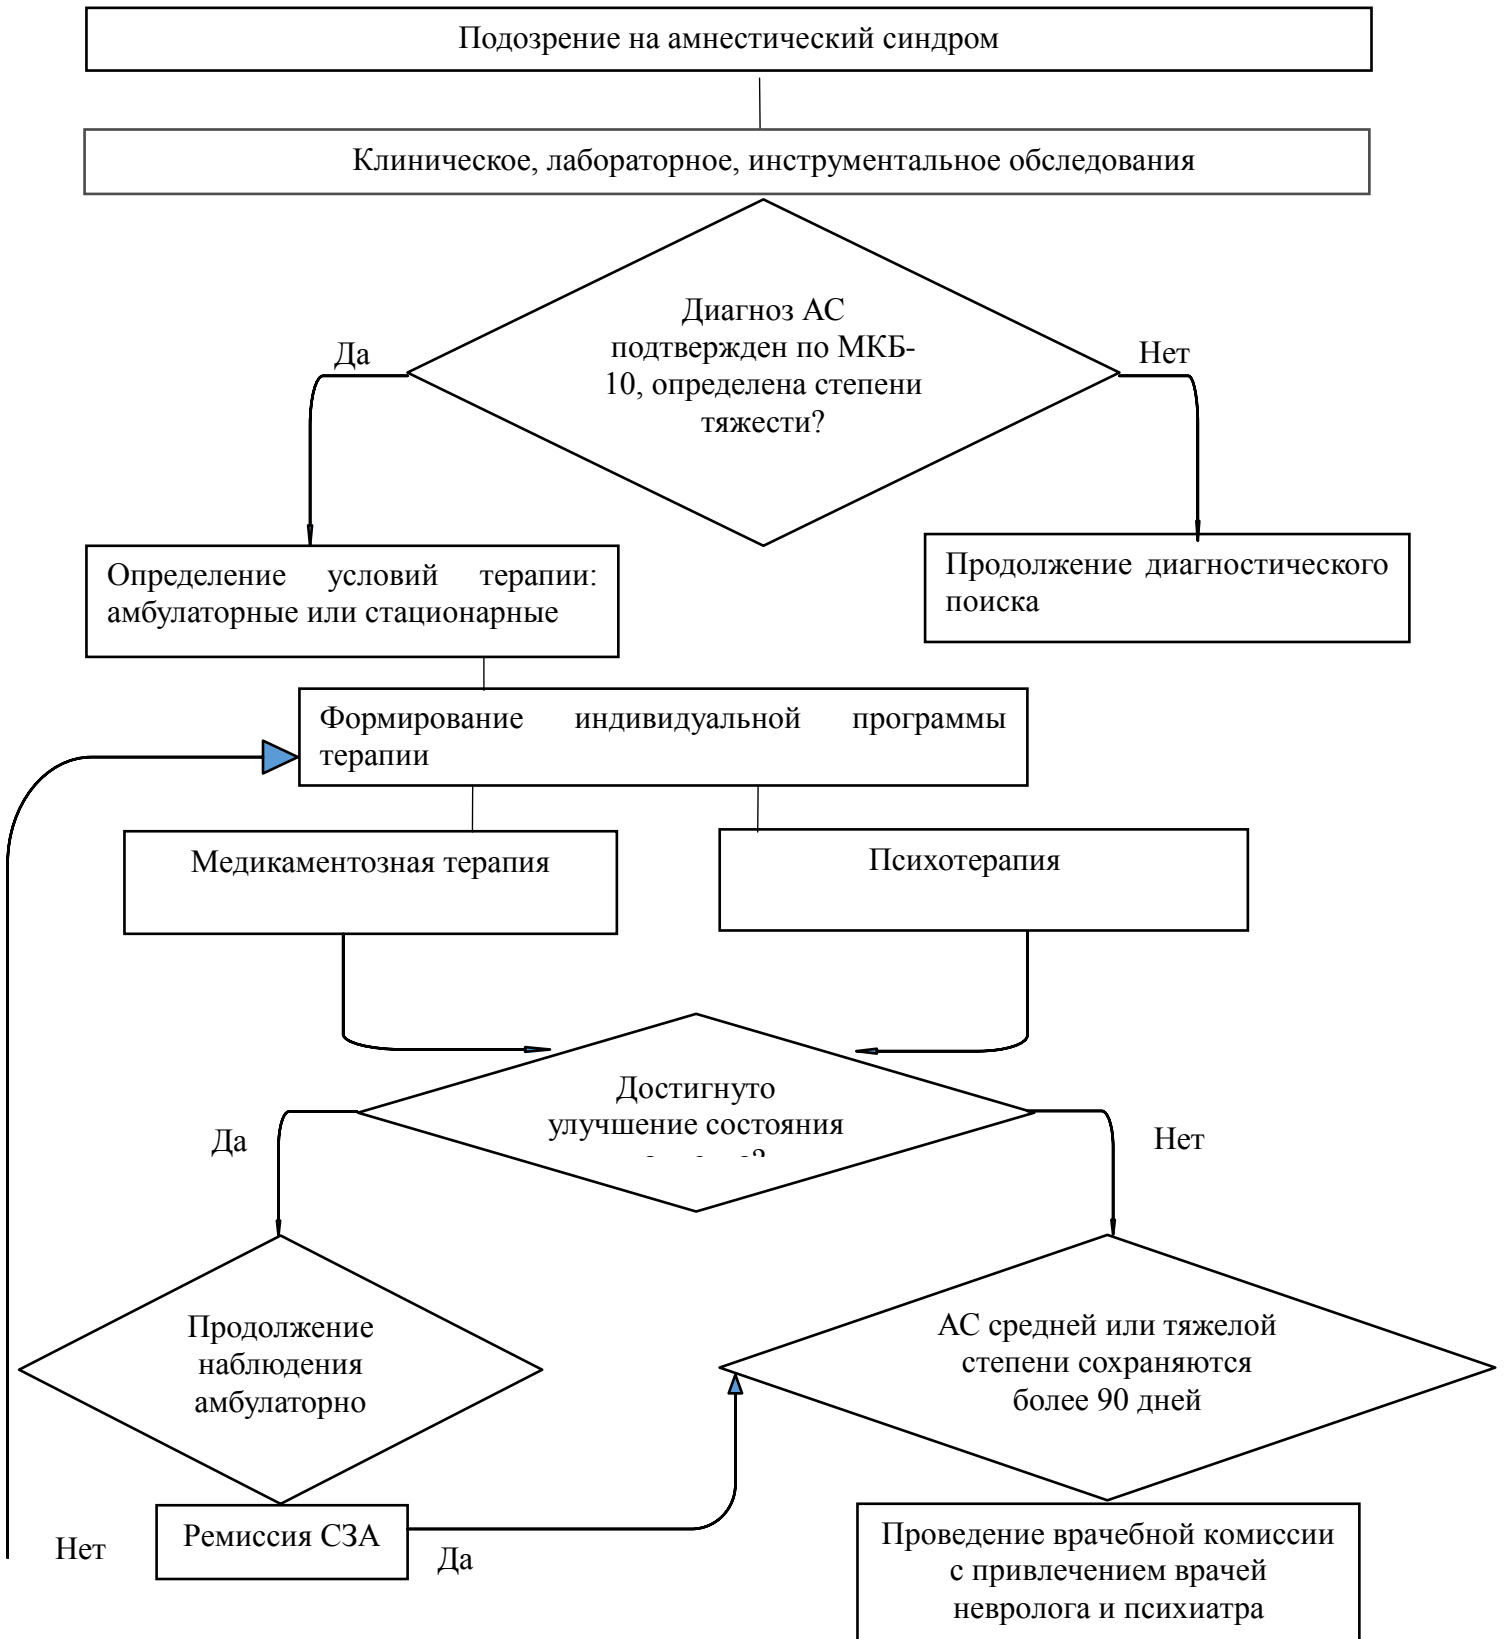 Подозрение на амнестический синдром
Клиническое, лабораторное, инструментальное обследования
Диагноз АС
подтвержден по МКБ-
10, определена степени
тяжести?
Да
Нет
Определение условий терапии:
амбулаторные или стационарные
Продолжение диагностического
поиска
Формирование индивидуальной программы
терапии
Медикаментозная терапия
Психотерапия
Достигнуто
улучшение состояния
Да
Нет
Продолжение
наблюдения
амбулаторно
АС средней или тяжелой
степени сохраняются
более 90 дней
Нет
Ремиссия СЗА
Да
Проведение врачебной комиссии
с привлечением врачей
невролога и психиатра